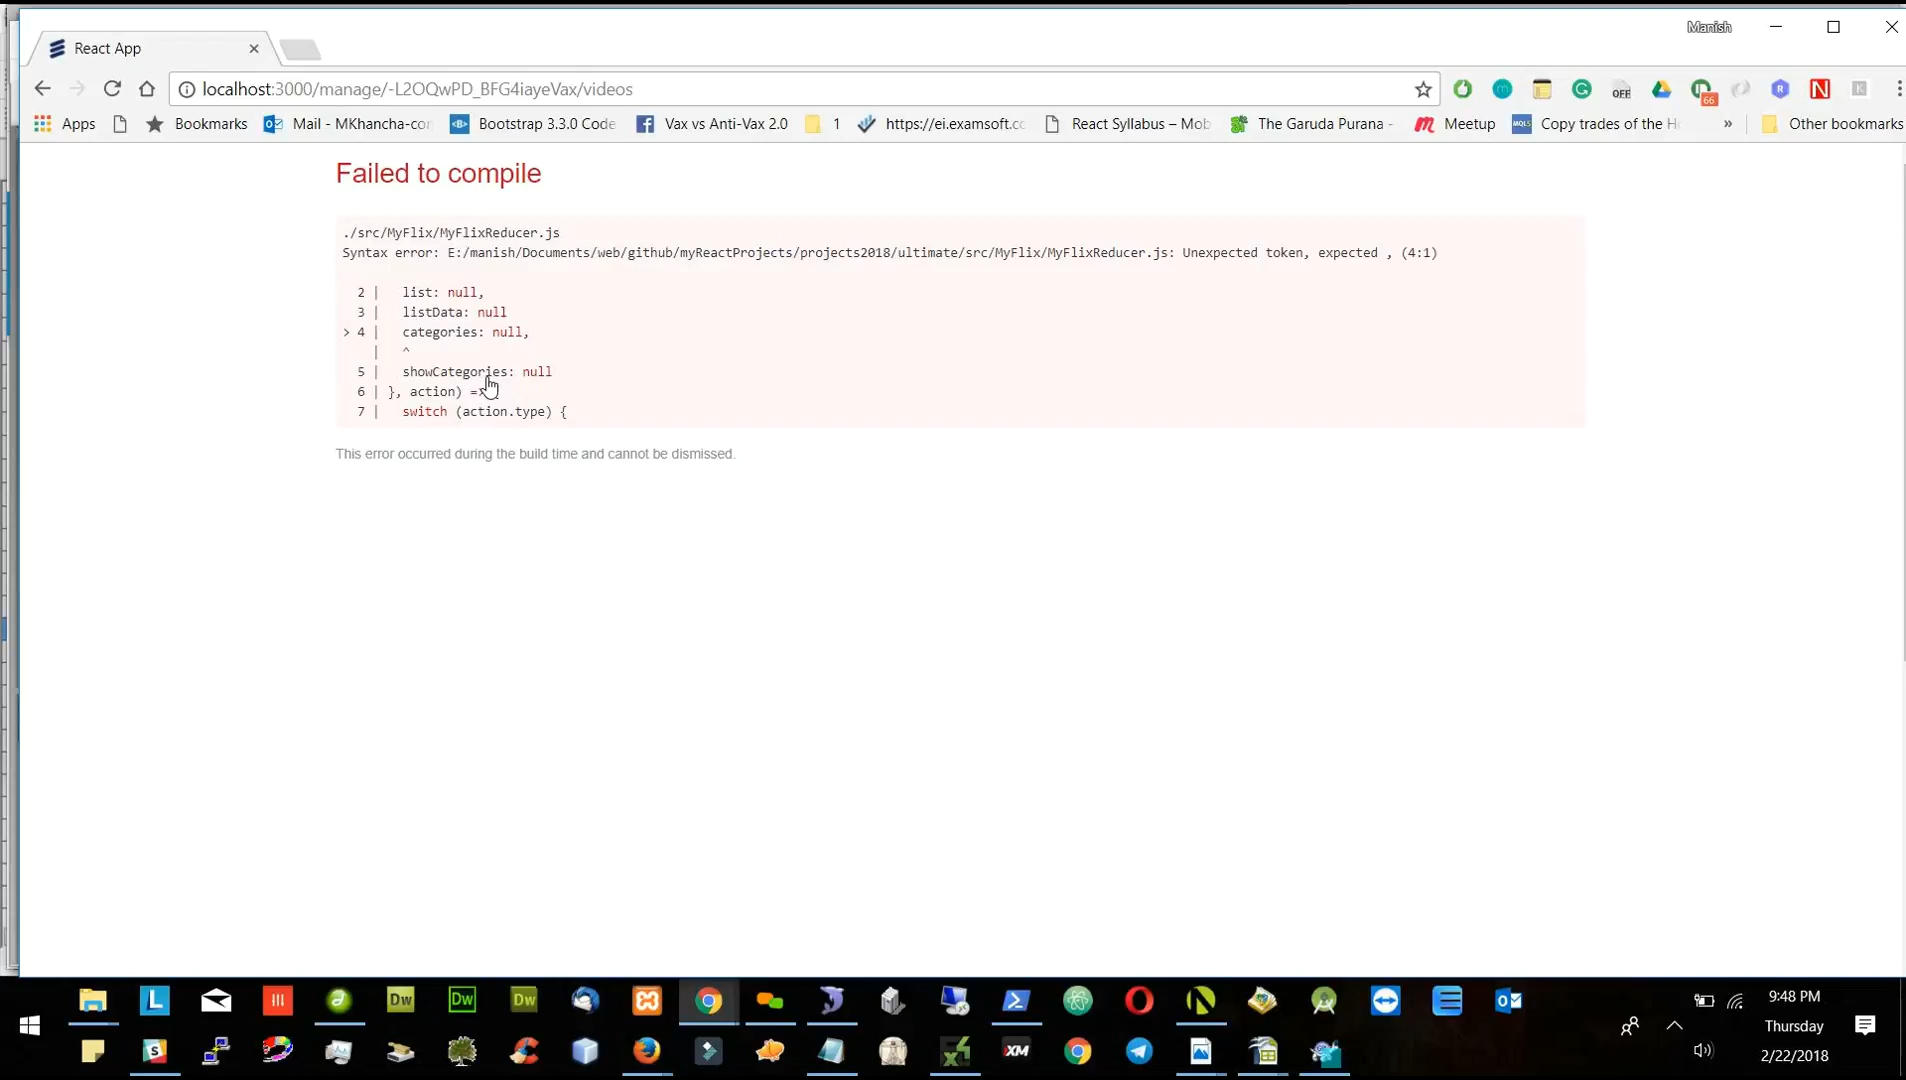 Manish
React App
localhost:3000/manage/-L2OQwPD_BFG4iayeVax/videos
OFF
66
Apps
Bookmarks
Mail - MKhancha-cor
Bootstrap 3.3.0 Code
Vax vs Anti-Vax 2.0
1
https://ei.examsoft.cc
React Syllabus – Mob
The Garuda Purana -
Meetup
Copy trades of the He
»
Other bookmarks
Failed to compile
./src/MyFlix/MyFlixReducer.js
Syntax error: E:/manish/Documents/web/github/myReactProjects/projects2018/ultimate/src/MyFlix/MyFlixReducer.js: Unexpected token, expected , (4:1)
2 | list: null,
3 | listData: null
> 4 | categories: null,
| ^
5 | showCategories: null
6 | }, action) =>
7 | switch (action.type) {
This error occurred during the build time and cannot be dismissed.
9:48 PM
Thursday
2/22/2018